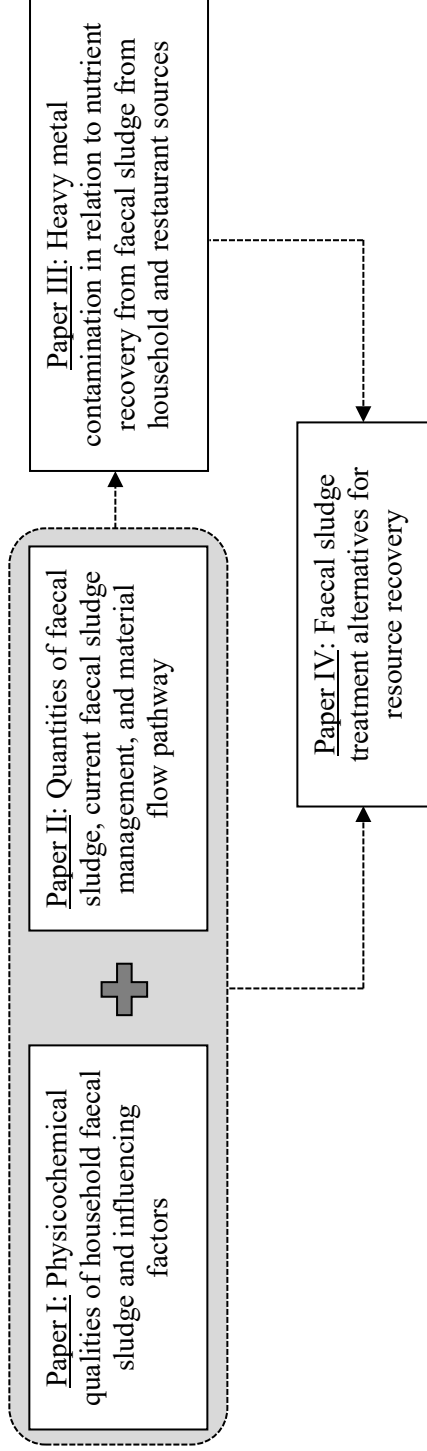 Paper I: Physicochemical
qualities of household faecal
sludge and influencing
factors
Paper II: Quantities of faecal
sludge, current faecal sludge
management, and material
flow pathway
Paper III: Heavy metal
contamination in relation to nutrient
recovery from faecal sludge from
household and restaurant sources
Paper IV: Faecal sludge
treatment alternatives for
resource recovery